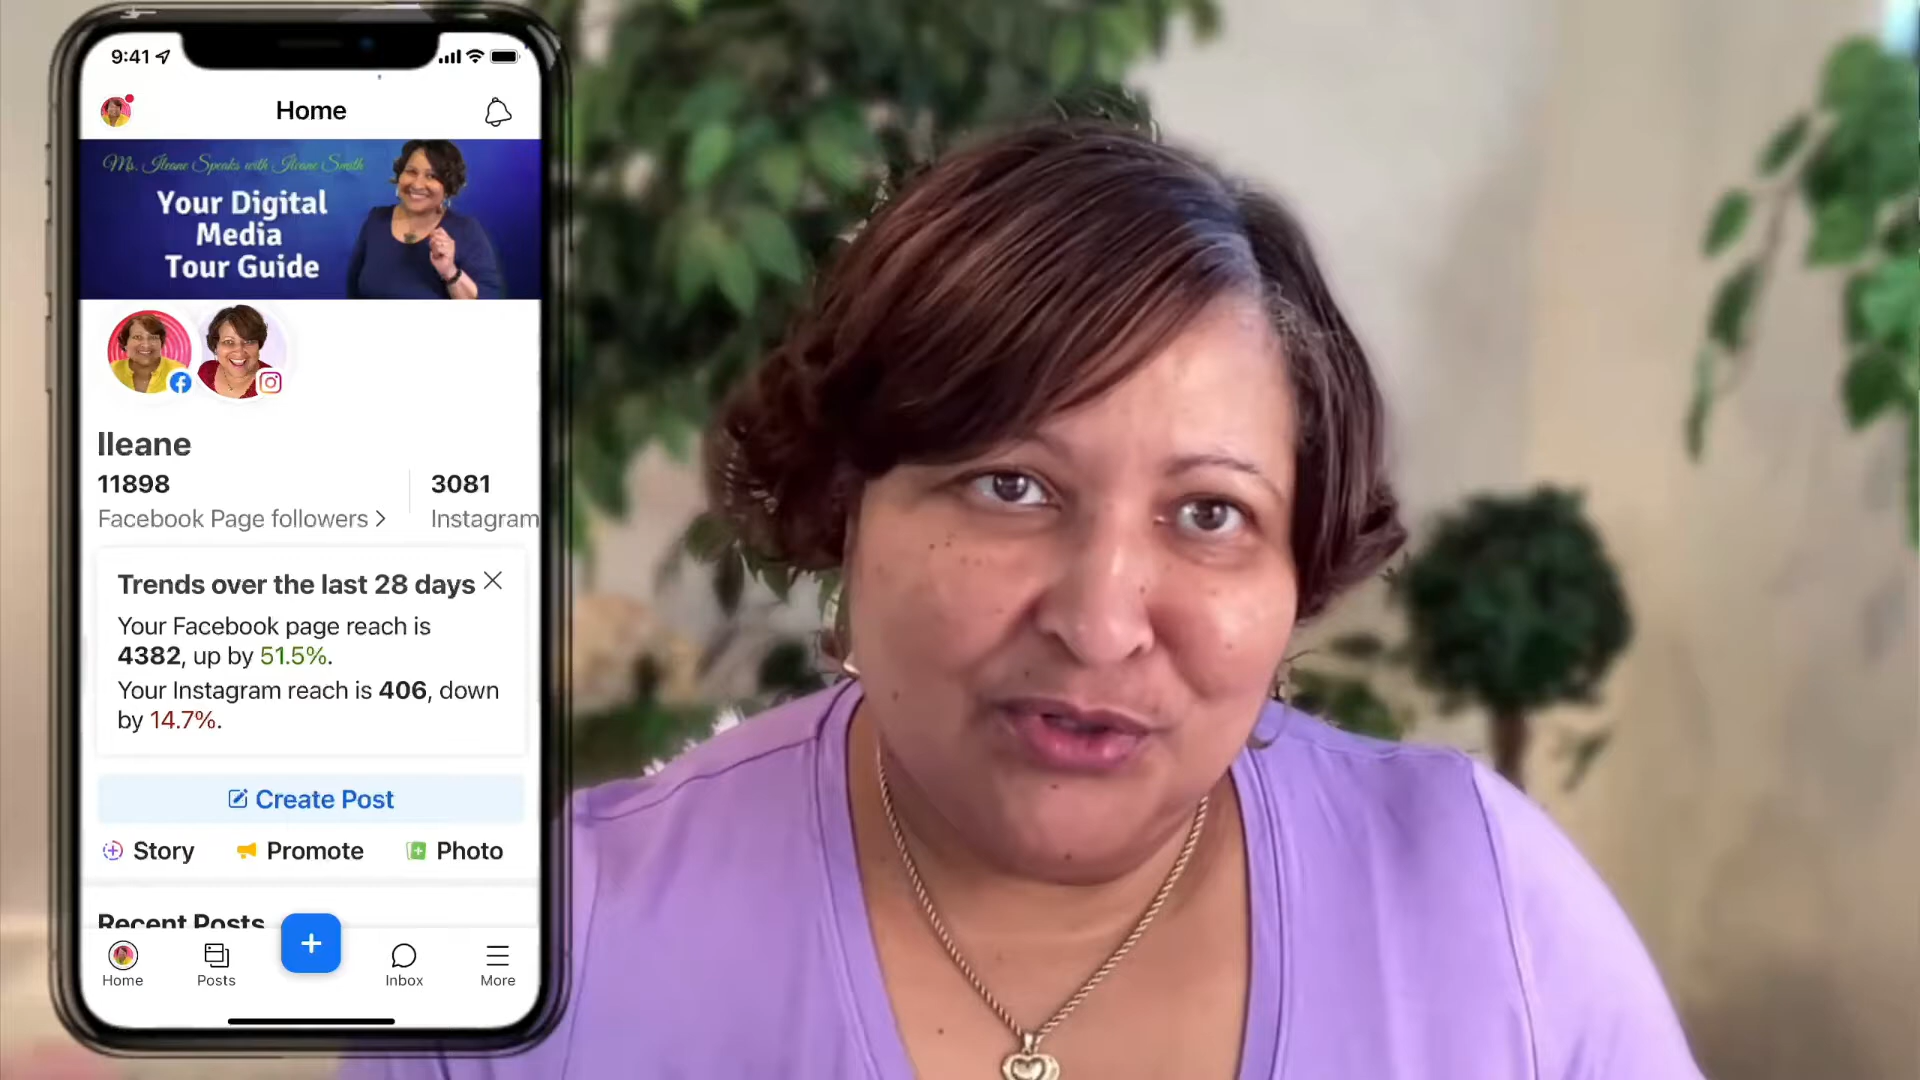 9:41
Home
Ms. Ileane Speaks with Ileane Smith
Your Digital
Media
Tour Guide
Ileane
11898
Facebook Page followers
3081
Instagram
Trends over the last 28 days
Your Facebook page reach is
4382, up by 51.5%.
Your Instagram reach is 406, down
by 14.7%.
Create Post
Story
Promote
Photo
Recent Posts
Home
Posts
Inbox
More